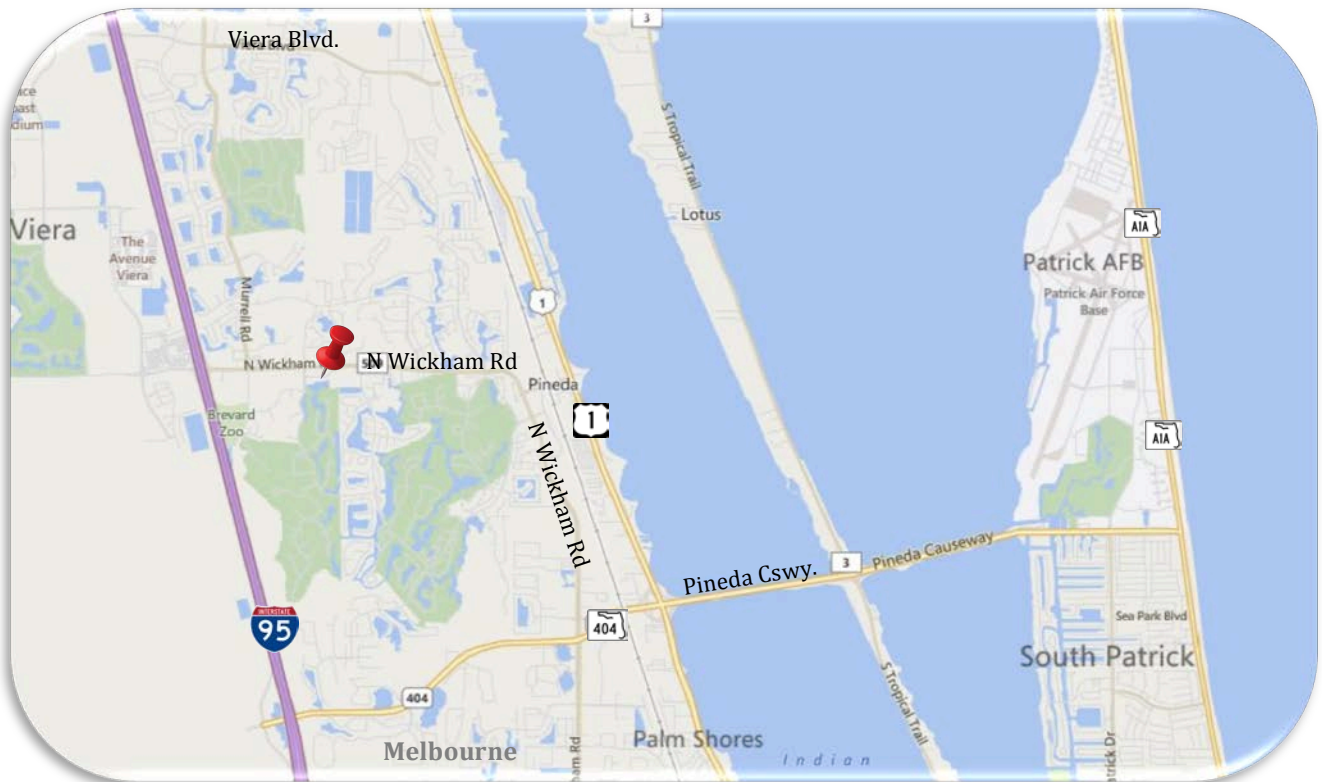 3
Viera Blvd.
S Tropical Trail
Lotus
A1A
Viera
The
Avenue
Viera
Patrick AFB
Patrick Air Force
Base
Murrell Rd
1
N Wickham
N Wickham Rd
Pineda
1
Brevard
Zoo
A1A
N Wickham Rd
Pineda Cswy.
3
Pineda Causeway
INTERSTATE
95
404
Sea Park Blvd
South Patrick
404
S Tropical Trail
Melbourne
Palm Shores
Indian